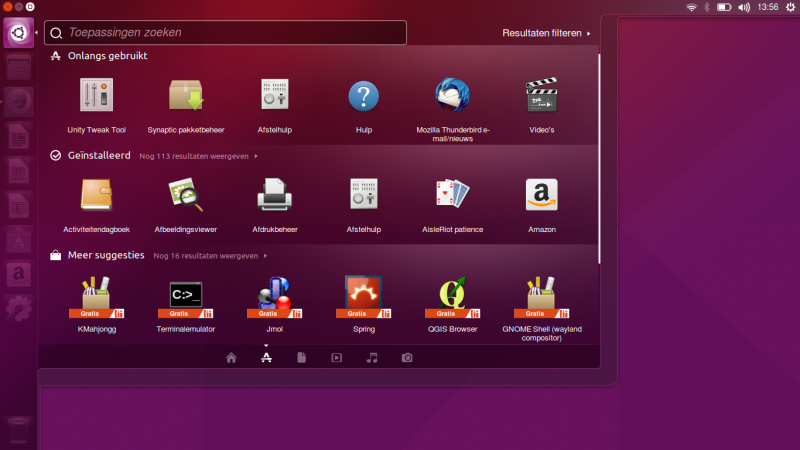 13:56
Toepassingen zoeken
Resultaten filteren
Onlangs gebruikt
Unity Tweak Tool
Synaptic pakketbeheer
Afstelhulp
Hulp
Mozilla Thunderbird e-
mail/nieuws
Video's
Geïnstalleerd
Nog 113 resultaten weergeven
Activiteitendagboek
Afbeeldingsviewer
Afdrukbeheer
Afstelhulp
AisleRiot patience
Amazon
Meer suggesties
Nog 16 resultaten weergeven
C:>_
Gratis
Gratis
Gratis
Gratis
Gratis
Gratis
KMahjongg
Terminalemulator
Jmol
Spring
QGIS Browser
GNOME Shell (wayland
compositor)